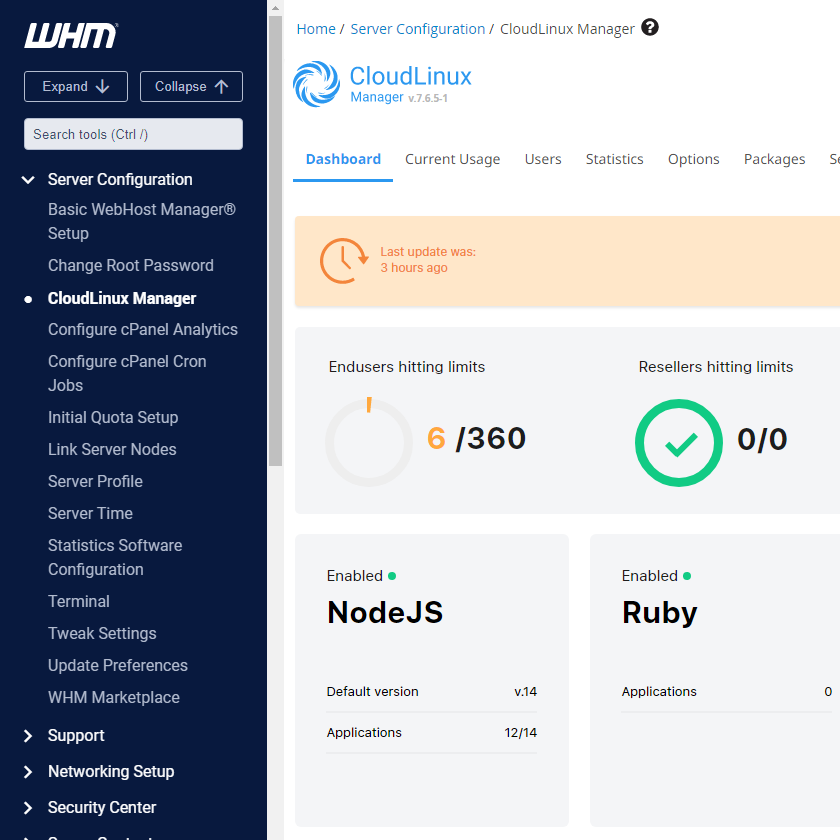 WHM
Expand
Collapse
Search tools (Ctrl /)
Server Configuration
Basic WebHost Manager®
Setup
Change Root Password
CloudLinux Manager
Configure cPanel Analytics
Configure cPanel Cron
Jobs
Initial Quota Setup
Link Server Nodes
Server Profile
Server Time
Statistics Software
Configuration
Terminal
Tweak Settings
Update Preferences
WHM Marketplace
Support
Networking Setup
Security Center
Home / Server Configuration / CloudLinux Manager ?
CloudLinux
Manager v.7.6.5-1
Dashboard Current Usage Users Statistics Options Packages
Last update was:
3 hours ago
Endusers hitting limits
6 /360
Resellers hitting limits
0/0
Enabled
NodeJS
Default version v.14
Applications 12/14
Enabled
Ruby
Applications 0